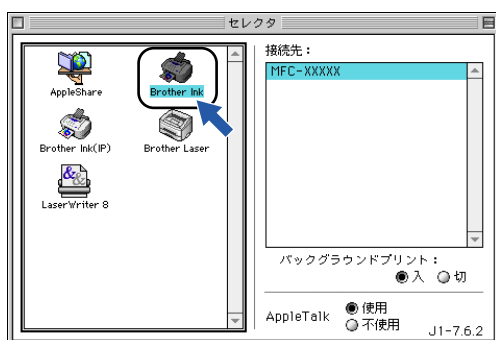 セレクタ
AppleShare
Brother Ink
Brother Ink(IP)
Brother Laser
LaserWriter 8
接続先：
MFC-XXXXX
バックグラウンドプリント：
入 切
AppleTalk
使用
不使用
J1-7.6.2